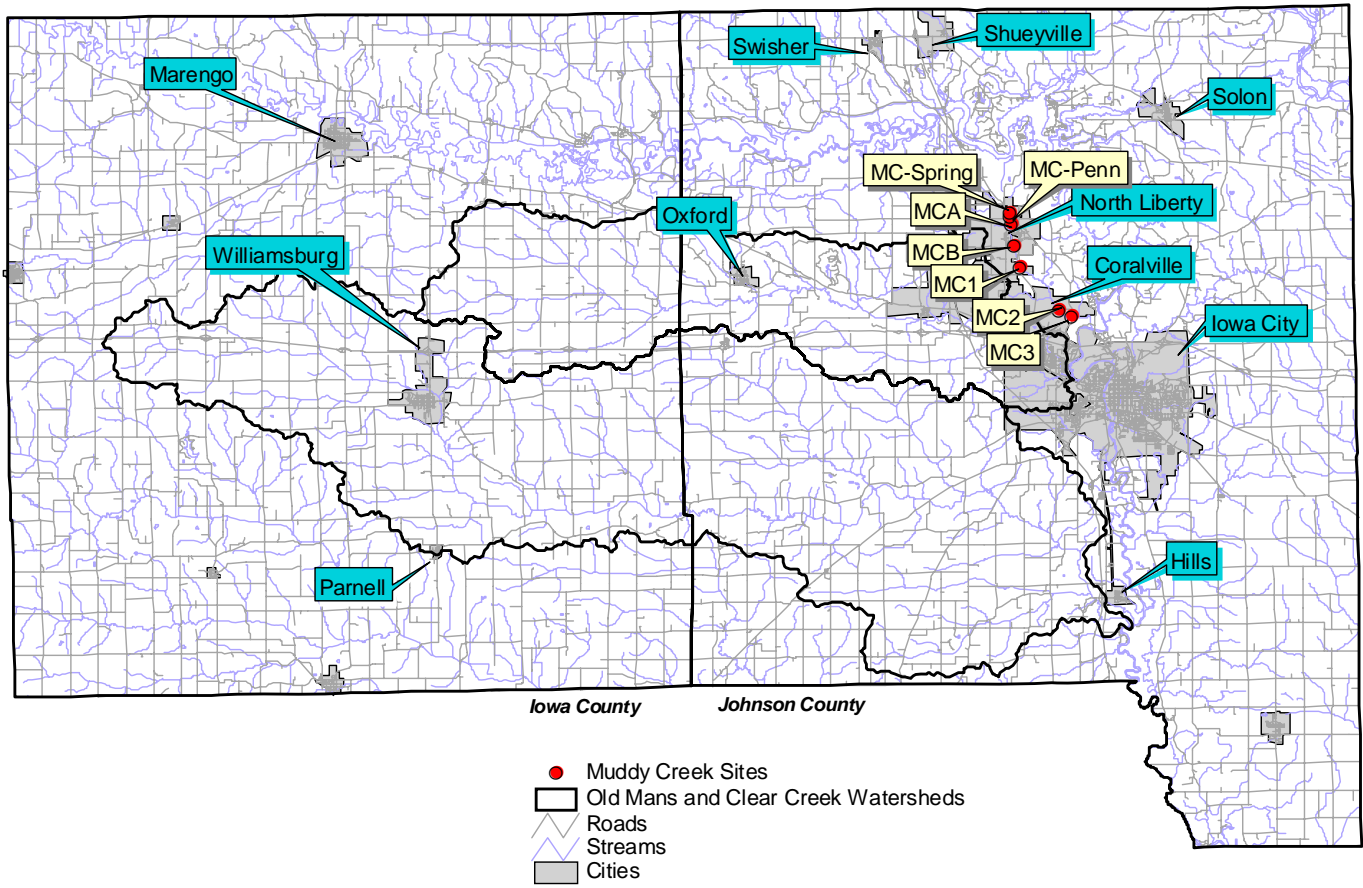 Shueyville
Swisher
Marengo
Solon
MC-Spring
MC-Penn
MCA
North Liberty
Oxford
Williamsburg
MCB
Coralville
MC1
MC2
Iowa City
MC3
Hills
Parnell
Iowa County
Johnson County
Muddy Creek Sites
Old Mans and Clear Creek Watersheds
Roads
Streams
Cities